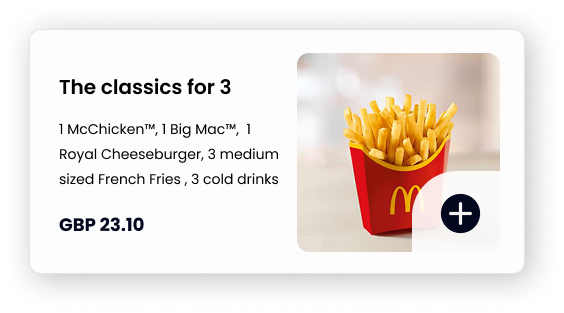 The classics for 3
1 McChicken™, 1 Big Mac™,  1
Royal Cheeseburger, 3 medium
sized French Fries , 3 cold drinks
GBP 23.10